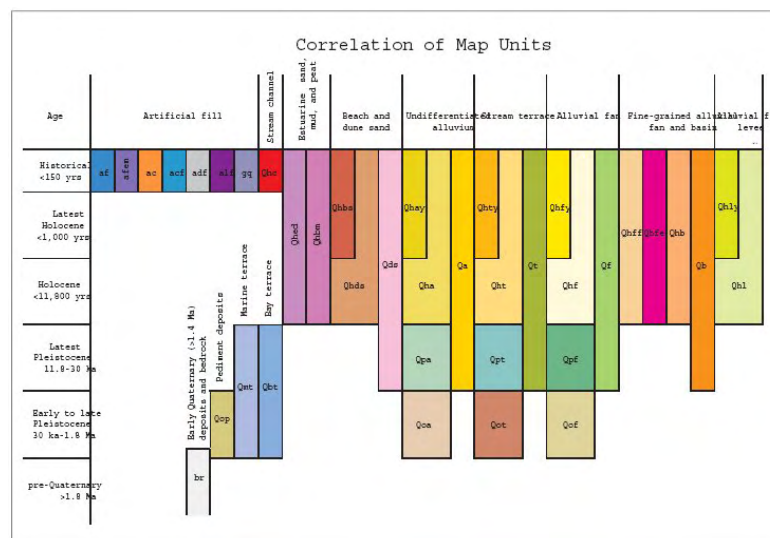 Correlation of Map Units
Age
Artificial fill
Stream channel
Estuarine sand,
mud, and peat
Beach and
dune sand
Undifferentiated
alluvium
Stream terrace
Alluvial fan
Fine-grained alluvial
fan and basin
Alluvial f
levee
Historical
<150 yrs
af
afem
ac
acf
adf
alf
gq
Qhc
Latest
Holocene
<1,000 yrs
Qhed
Qhbm
Qhbs
Qds
Qhay
Qhty
Qhfy
Qhff
Qhfe
Qhb
Qhly
Holocene
<11,800 yrs
Qhds
Qha
Qa
Qht
Qt
Qhf
Qf
Qb
Qhl
Marine terrace
Bay terrace
Early Quaternary (>1.4 Ma)
deposits and bedrock
Pediment deposits
Latest
Pleistocene
11.8-30 Ka
Qpa
Qpt
Qpf
Qmt
Qbt
Early to late
Pleistocene
30 ka-1.8 Ma
Qop
Qoa
Qot
Qof
pre-Quaternary
>1.8 Ma
br